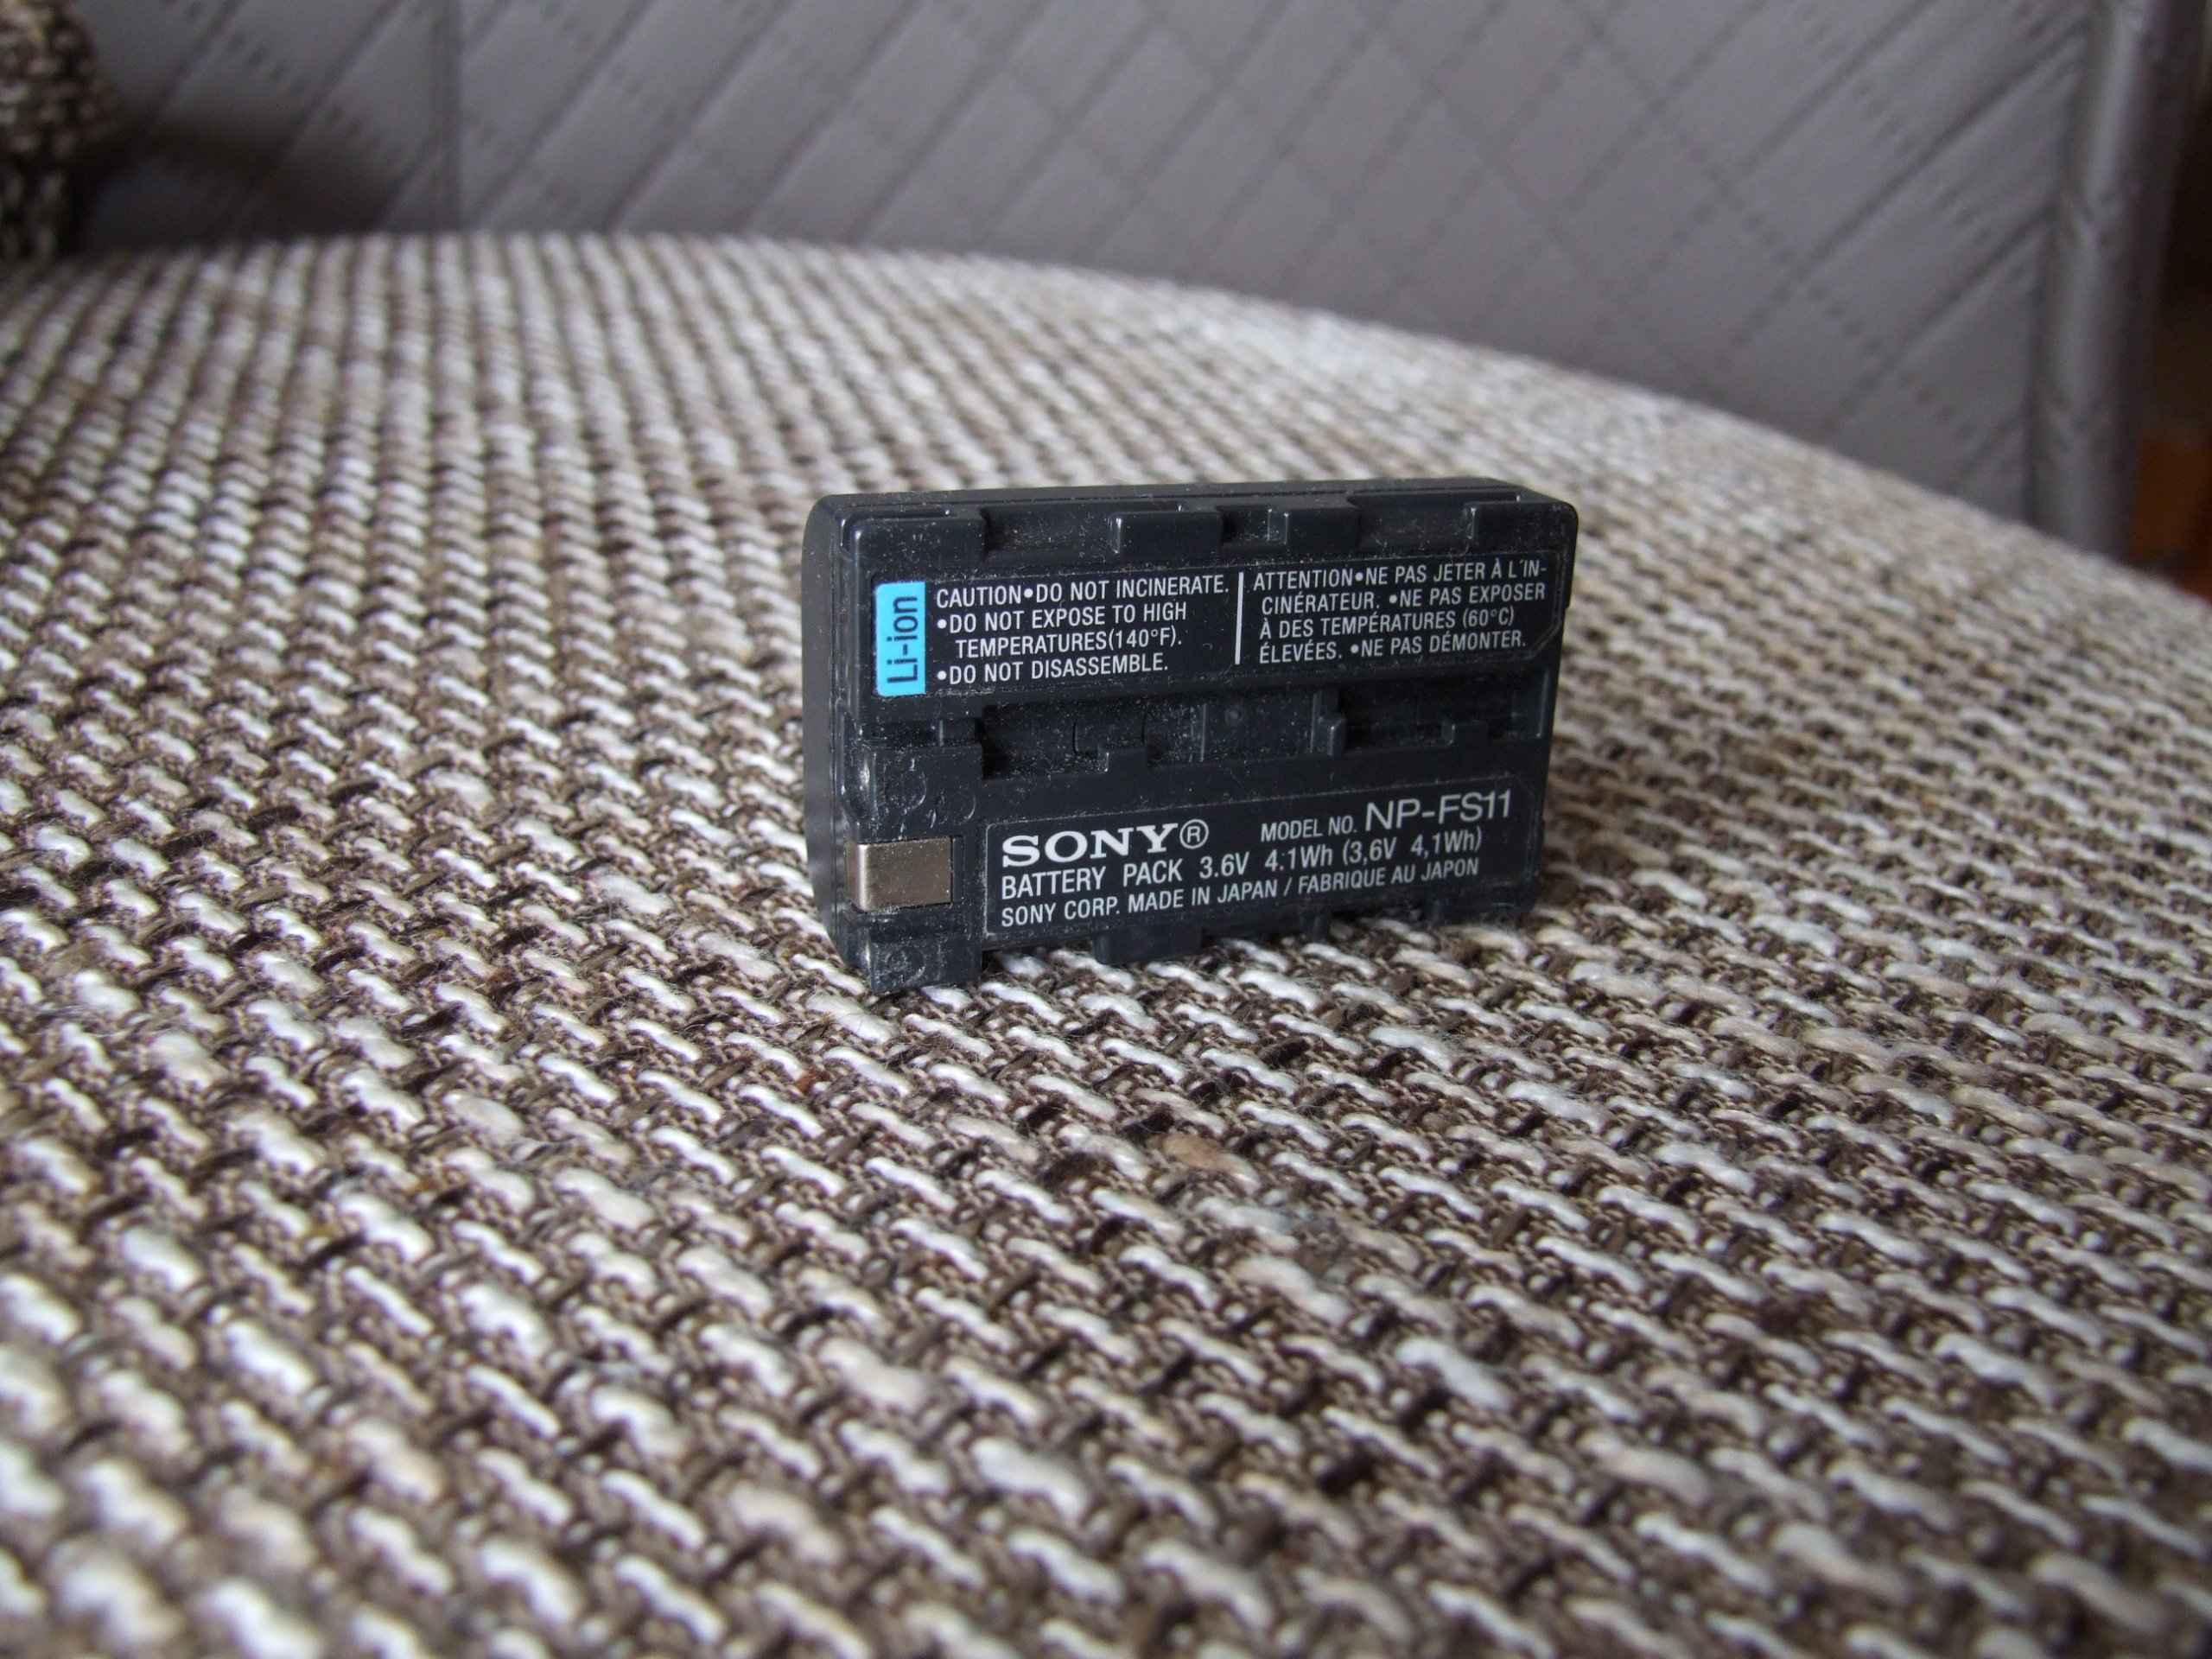 Li-ion
CAUTION•DO NOT INCINERATE.
•DO NOT EXPOSE TO HIGH
TEMPERATURES(140°F).
•DO NOT DISASSEMBLE.
ATTENTION•NE PAS JETER À L'IN-
CINÉRATEUR. •NE PAS EXPOSER
À DES TEMPÉRATURES (60°C)
ÉLEVÉES. •NE PAS DÉMONTER.
SONY® MODEL NO. NP-FS11
BATTERY PACK 3.6V 4.1Wh (3,6V 4,1Wh)
SONY CORP. MADE IN JAPAN / FABRIQUE AU JAPON